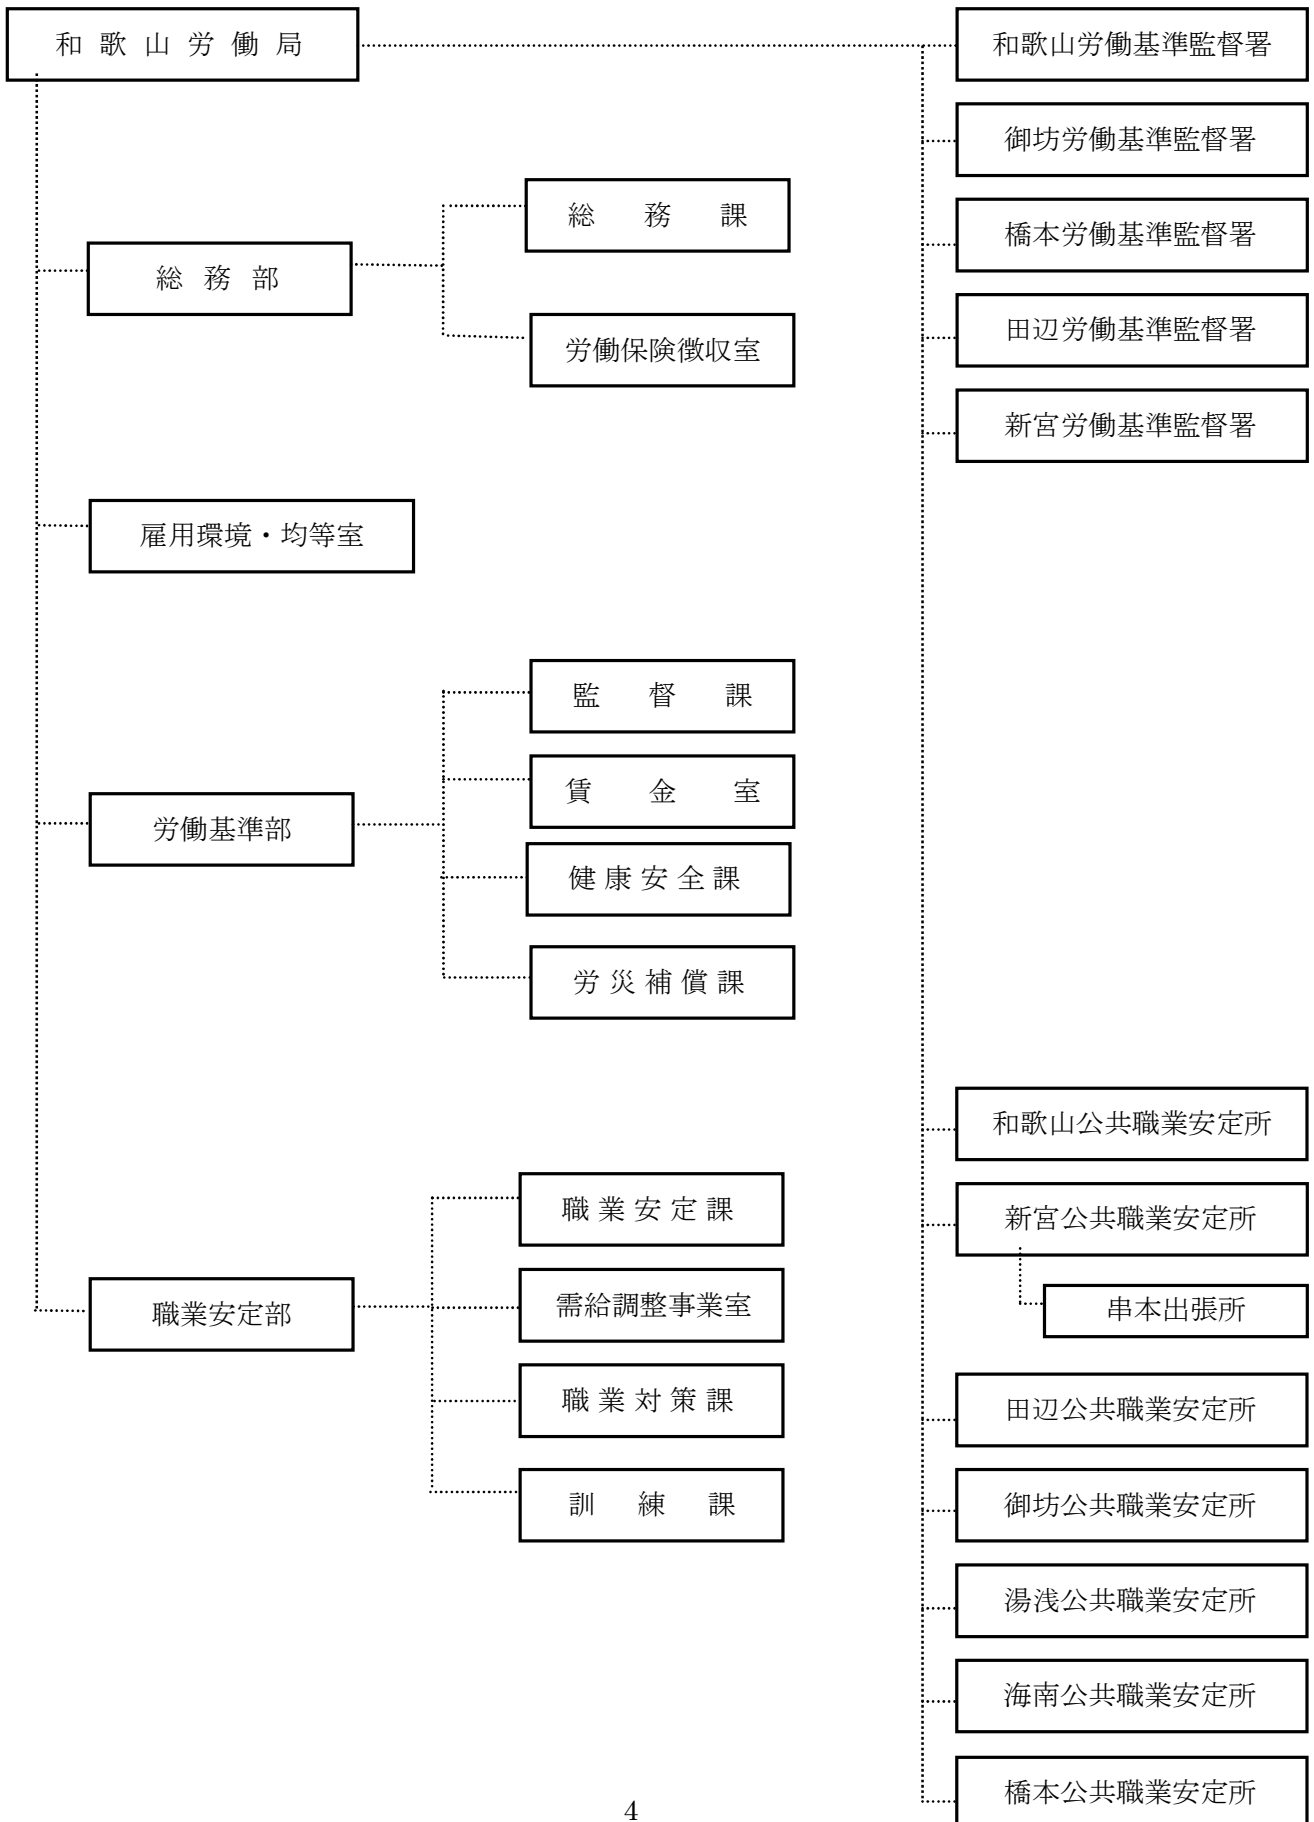 和歌山労働局
総務部
総務課
労働保険徴収室
雇用環境・均等室
労働基準部
監督課
賃金室
健康安全課
労災補償課
職業安定部
職業安定課
需給調整事業室
職業対策課
訓練課
和歌山労働基準監督署
御坊労働基準監督署
橋本労働基準監督署
田辺労働基準監督署
新宮労働基準監督署
和歌山公共職業安定所
新宮公共職業安定所
串本出張所
田辺公共職業安定所
御坊公共職業安定所
湯浅公共職業安定所
海南公共職業安定所
橋本公共職業安定所
4